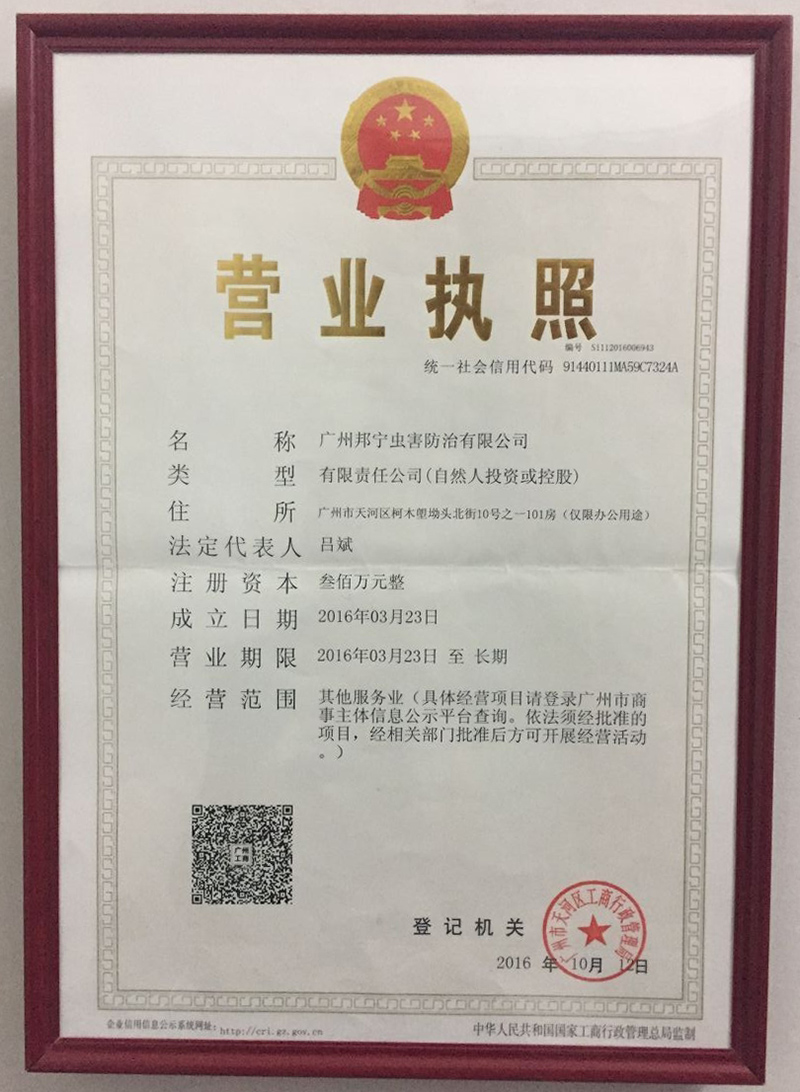 营业执照
编号 S1112016006943
统一社会信用代码 91440111MA59C7324A
名称 广州邦宁虫害防治有限公司
类型 有限责任公司(自然人投资或控股)
住所 广州市天河区柯木塱坳头北街10号之一101房（仅限办公用途）
法定代表人 吕斌
注册资本 叁佰万元整
成立日期 2016年03月23日
营业期限 2016年03月23日 至 长期
经营范围 其他服务业（具体经营项目请登录广州市商
事主体信息公示平台查询。依法须经批准的
项目，经相关部门批准后方可开展经营活动
。）
广州
工商
登记机关
广州市天河区工商行政管理局
2016 年 10月 12日
企业信用信息公示系统网址: http://cri.gz.gov.cn
中华人民共和国国家工商行政管理总局监制